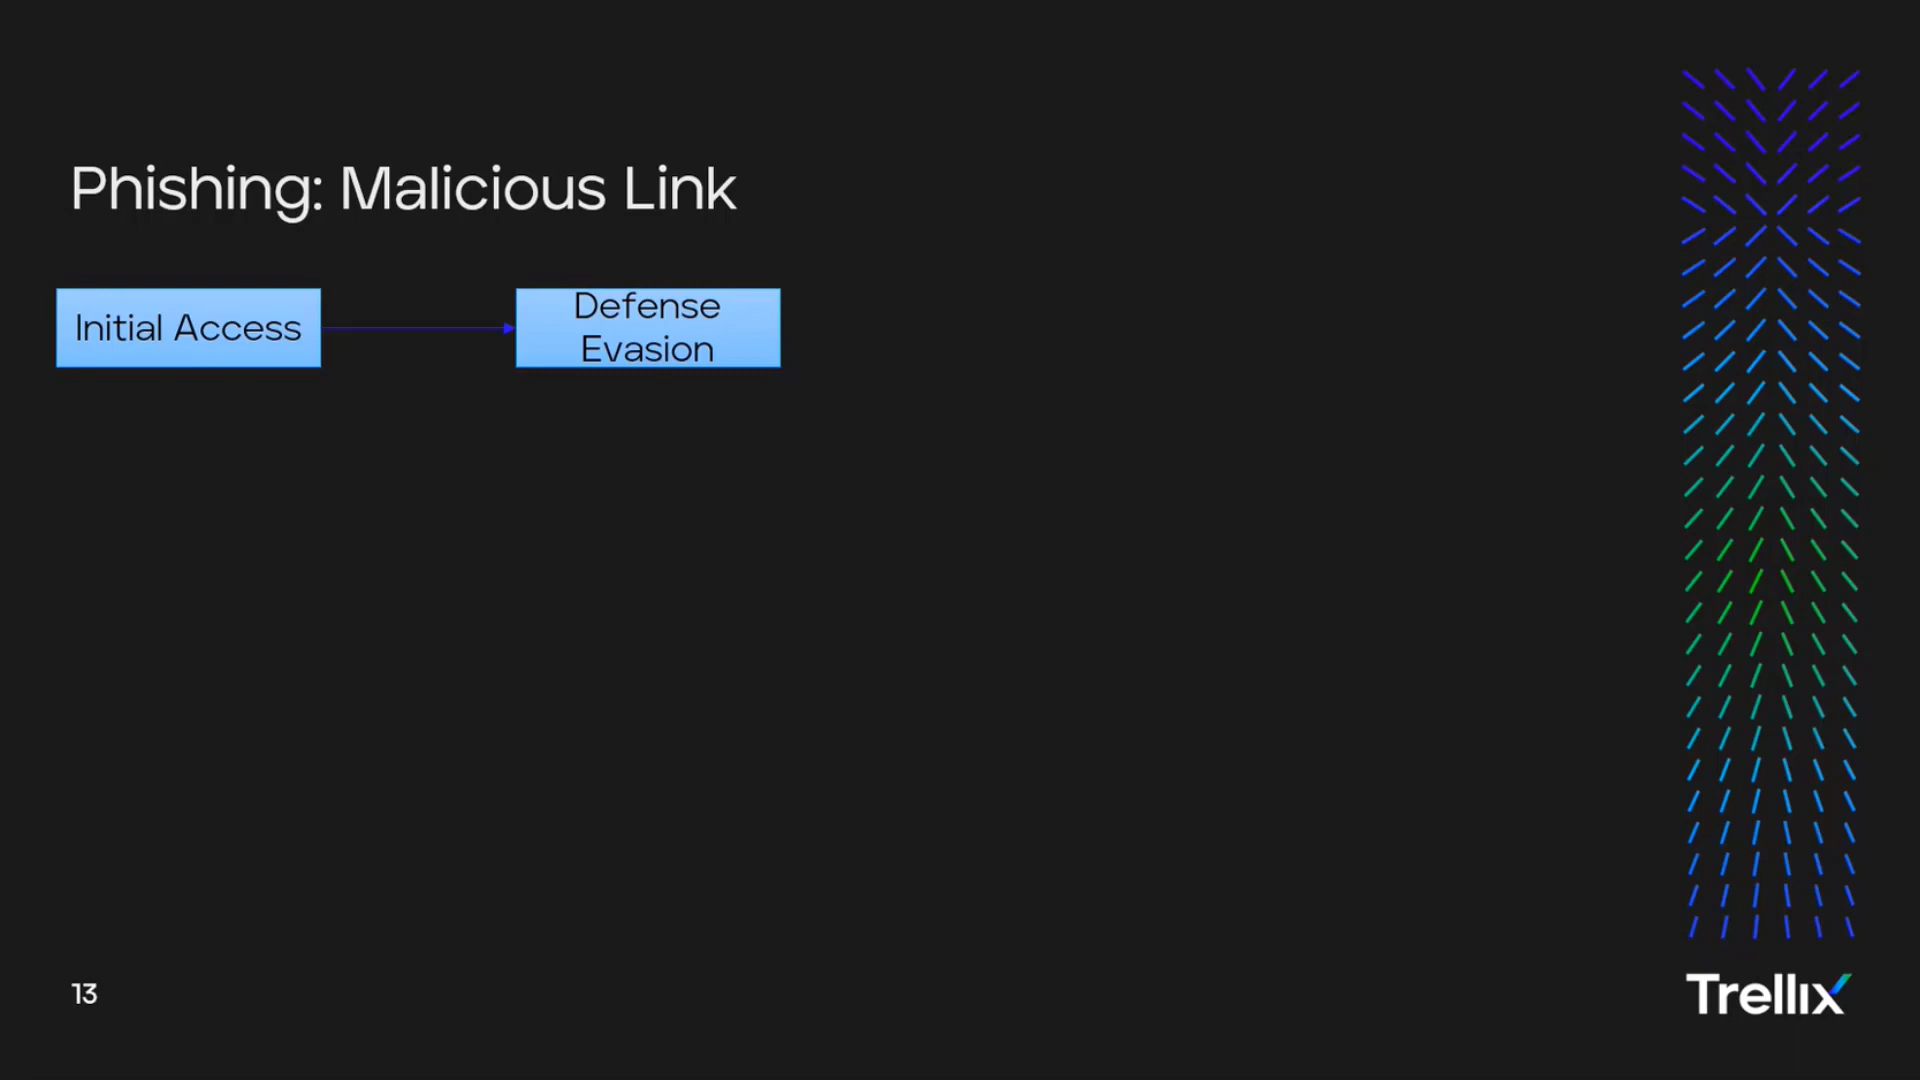 Phishing: Malicious Link
Initial Access
Defense
Evasion
13
Trellix